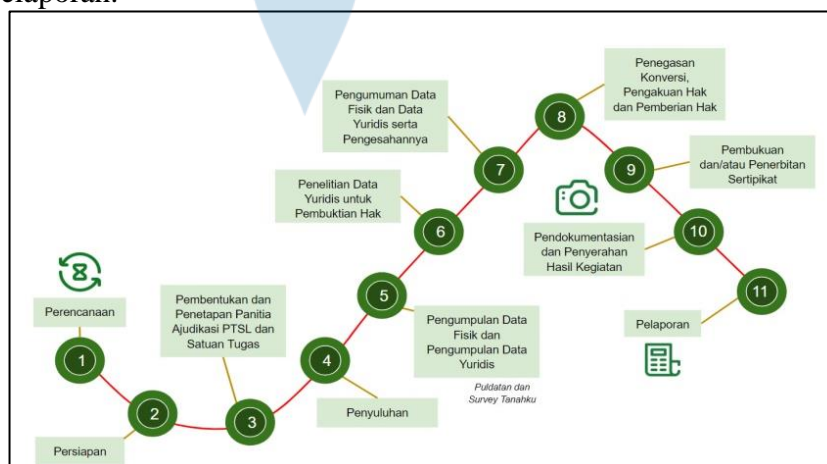 elaporan.
1
Perencanaan
2
Persiapan
3
Pembentukan dan
Penetapan Panitia
Ajudikasi PTSL dan
Satuan Tugas
4
Penyuluhan
5
Pengumpulan Data
Fisik dan
Pengumpulan Data
Yuridis
Puldatan dan
Survey Tanahku
6
Penelitian Data
Yuridis untuk
Pembuktian Hak
7
Pengumuman Data
Fisik dan Data
Yuridis serta
Pengesahannya
8
Penegasan
Konversi,
Pengakuan Hak
dan Pemberian Hak
9
Pembukuan
dan/atau Penerbitan
Sertipikat
10
Pendokumentasian
dan Penyerahan
Hasil Kegiatan
11
Pelaporan